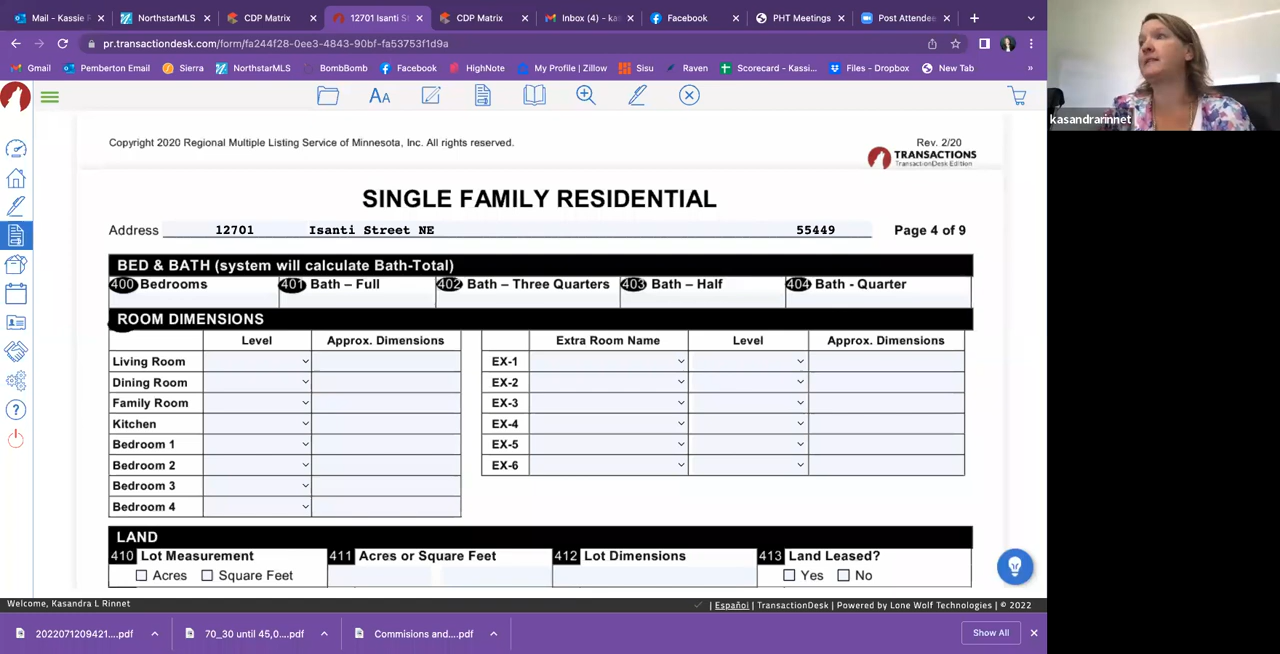 Mail - Kassie F
NorthstarMLS
CDP Matrix
12701 Isanti S
CDP Matrix
Inbox (4) - ka
Facebook
PHT Meetings
Post Attende
pr.transactiondesk.com/form/fa244f28-0ee3-4843-90bf-fa53753f1d9a
Gmail
Pemberton Email
Sierra
NorthstarMLS
BombBomb
Facebook
HighNote
My Profile | Zillow
Sisu
Raven
Scorecard - Kassi...
Files - Dropbox
New Tab
»
kasandrarinnet
Copyright 2020 Regional Multiple Listing Service of Minnesota, Inc. All rights reserved.
Rev. 2/20
TRANSACTIONS
TransactionDesk Edition
SINGLE FAMILY RESIDENTIAL
Address 12701 Isanti Street NE 55449 Page 4 of 9
BED & BATH (system will calculate Bath-Total)
400 Bedrooms 401 Bath – Full 402 Bath – Three Quarters 403 Bath – Half 404 Bath - Quarter
ROOM DIMENSIONS
Level Approx. Dimensions Extra Room Name Level Approx. Dimensions
Living Room EX-1
Dining Room EX-2
Family Room EX-3
Kitchen EX-4
Bedroom 1 EX-5
Bedroom 2 EX-6
Bedroom 3
Bedroom 4
LAND
410 Lot Measurement 411 Acres or Square Feet 412 Lot Dimensions 413 Land Leased?
Acres Square Feet Yes No
Welcome, Kasandra L Rinnet
| Español | TransactionDesk | Powered by Lone Wolf Technologies | © 2022
2022071209421....pdf
70_30 until 45,0....pdf
Commisions and....pdf
Show All